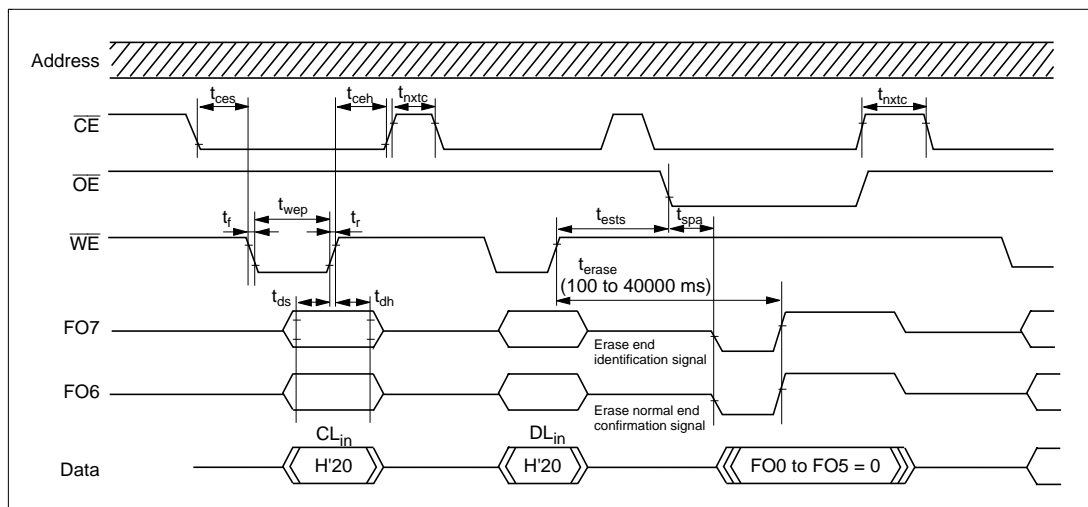 Address
t_ces t_ceh t_nxtc t_nxtc
CE
OE
t_wep t_ests t_spa
t_f t_r
WE
t_erase
(100 to 40000 ms)
t_ds t_dh
FO7
Erase end
identification signal
FO6
Erase normal end
confirmation signal
CL_in DL_in
Data H'20 H'20 FO0 to FO5 = 0